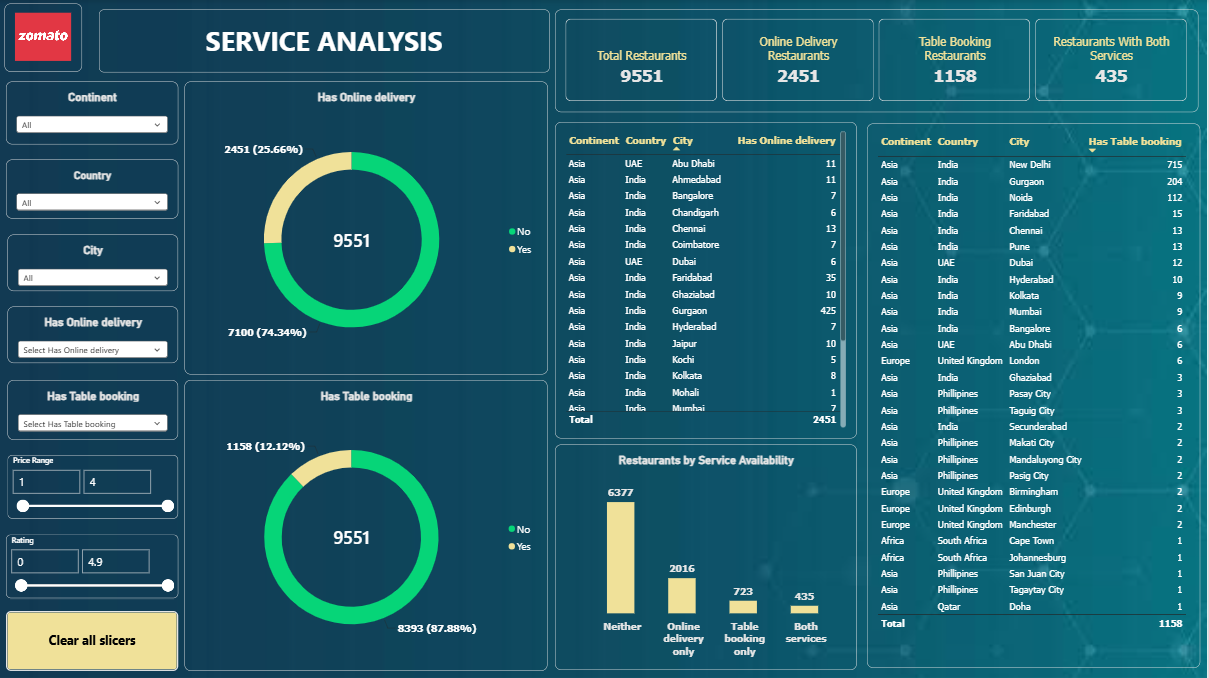 zomato
SERVICE ANALYSIS
Total Restaurants
9551
Online Delivery
Restaurants
2451
Table Booking
Restaurants
1158
Restaurants With Both
Services
435
Continent
All
Country
All
City
All
Has Online delivery
Select Has Online delivery
Has Table booking
Select Has Table booking
Price Range
1 4
Rating
0 4.9
Clear all slicers
Has Online delivery
2451 (25.66%)
9551
No
Yes
7100 (74.34%)
Has Table booking
1158 (12.12%)
9551
No
Yes
8393 (87.88%)
Continent Country City Has Online delivery
Asia UAE Abu Dhabi 11
Asia India Ahmedabad 11
Asia India Bangalore 7
Asia India Chandigarh 6
Asia India Chennai 13
Asia India Coimbatore 7
Asia UAE Dubai 6
Asia India Faridabad 35
Asia India Ghaziabad 10
Asia India Gurgaon 425
Asia India Hyderabad 7
Asia India Jaipur 10
Asia India Kochi 5
Asia India Kolkata 8
Asia India Mohali 1
Asia India Mumbai 7
Total 2451
Restaurants by Service Availability
6377
2016
723
435
Neither
Online
delivery
only
Table
booking
only
Both
services
Continent Country City Has Table booking
Asia India New Delhi 715
Asia India Gurgaon 204
Asia India Noida 112
Asia India Faridabad 15
Asia India Chennai 13
Asia India Pune 13
Asia UAE Dubai 12
Asia India Hyderabad 10
Asia India Kolkata 9
Asia India Mumbai 9
Asia India Bangalore 6
Asia UAE Abu Dhabi 6
Europe United Kingdom London 6
Asia India Ghaziabad 3
Asia Phillipines Pasay City 3
Asia Phillipines Taguig City 3
Asia India Secunderabad 2
Asia Phillipines Makati City 2
Asia Phillipines Mandaluyong City 2
Asia Phillipines Pasig City 2
Europe United Kingdom Birmingham 2
Europe United Kingdom Edinburgh 2
Europe United Kingdom Manchester 2
Africa South Africa Cape Town 1
Africa South Africa Johannesburg 1
Asia Phillipines San Juan City 1
Asia Phillipines Tagaytay City 1
Asia Qatar Doha 1
Total 1158